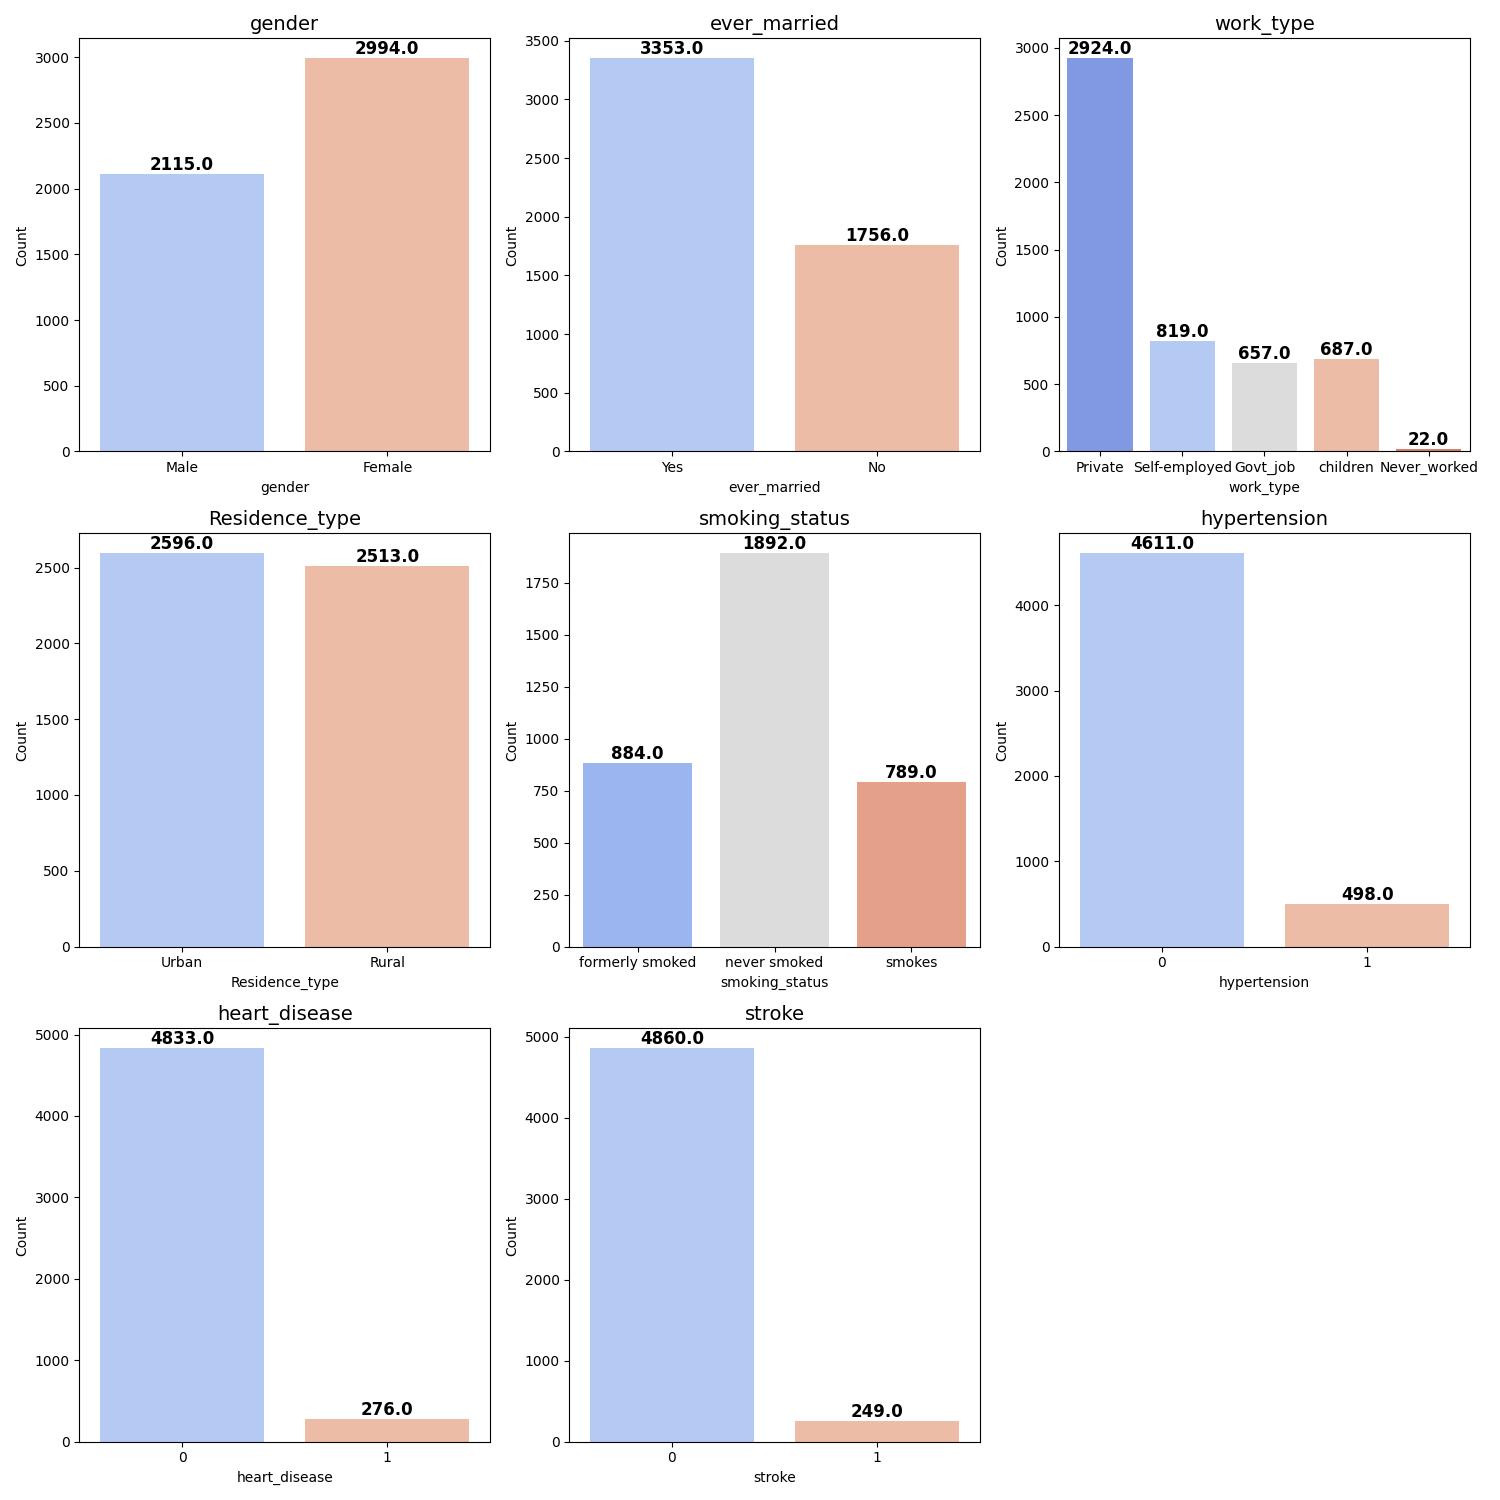 gender
2994.0
3000
2500
2115.0
2000
Count
1500
1000
500
0
Male Female
gender
ever_married
3500
3353.0
3000
2500
2000
1756.0
Count
1500
1000
500
0
Yes No
ever_married
work_type
3000
2924.0
2500
2000
Count
1500
1000
819.0
657.0
687.0
500
22.0
0
Private Self-employed Govt_job children Never_worked
work_type
Residence_type
2596.0
2513.0
2500
2000
1500
Count
1000
500
0
Urban Rural
Residence_type
smoking_status
1892.0
1750
1500
1250
1000
Count
884.0
789.0
750
500
250
0
formerly smoked never smoked smokes
smoking_status
hypertension
4611.0
4000
3000
Count
2000
1000
498.0
0
0 1
hypertension
heart_disease
5000
4833.0
4000
3000
Count
2000
1000
276.0
0
0 1
heart_disease
stroke
5000
4860.0
4000
3000
Count
2000
1000
249.0
0
0 1
stroke